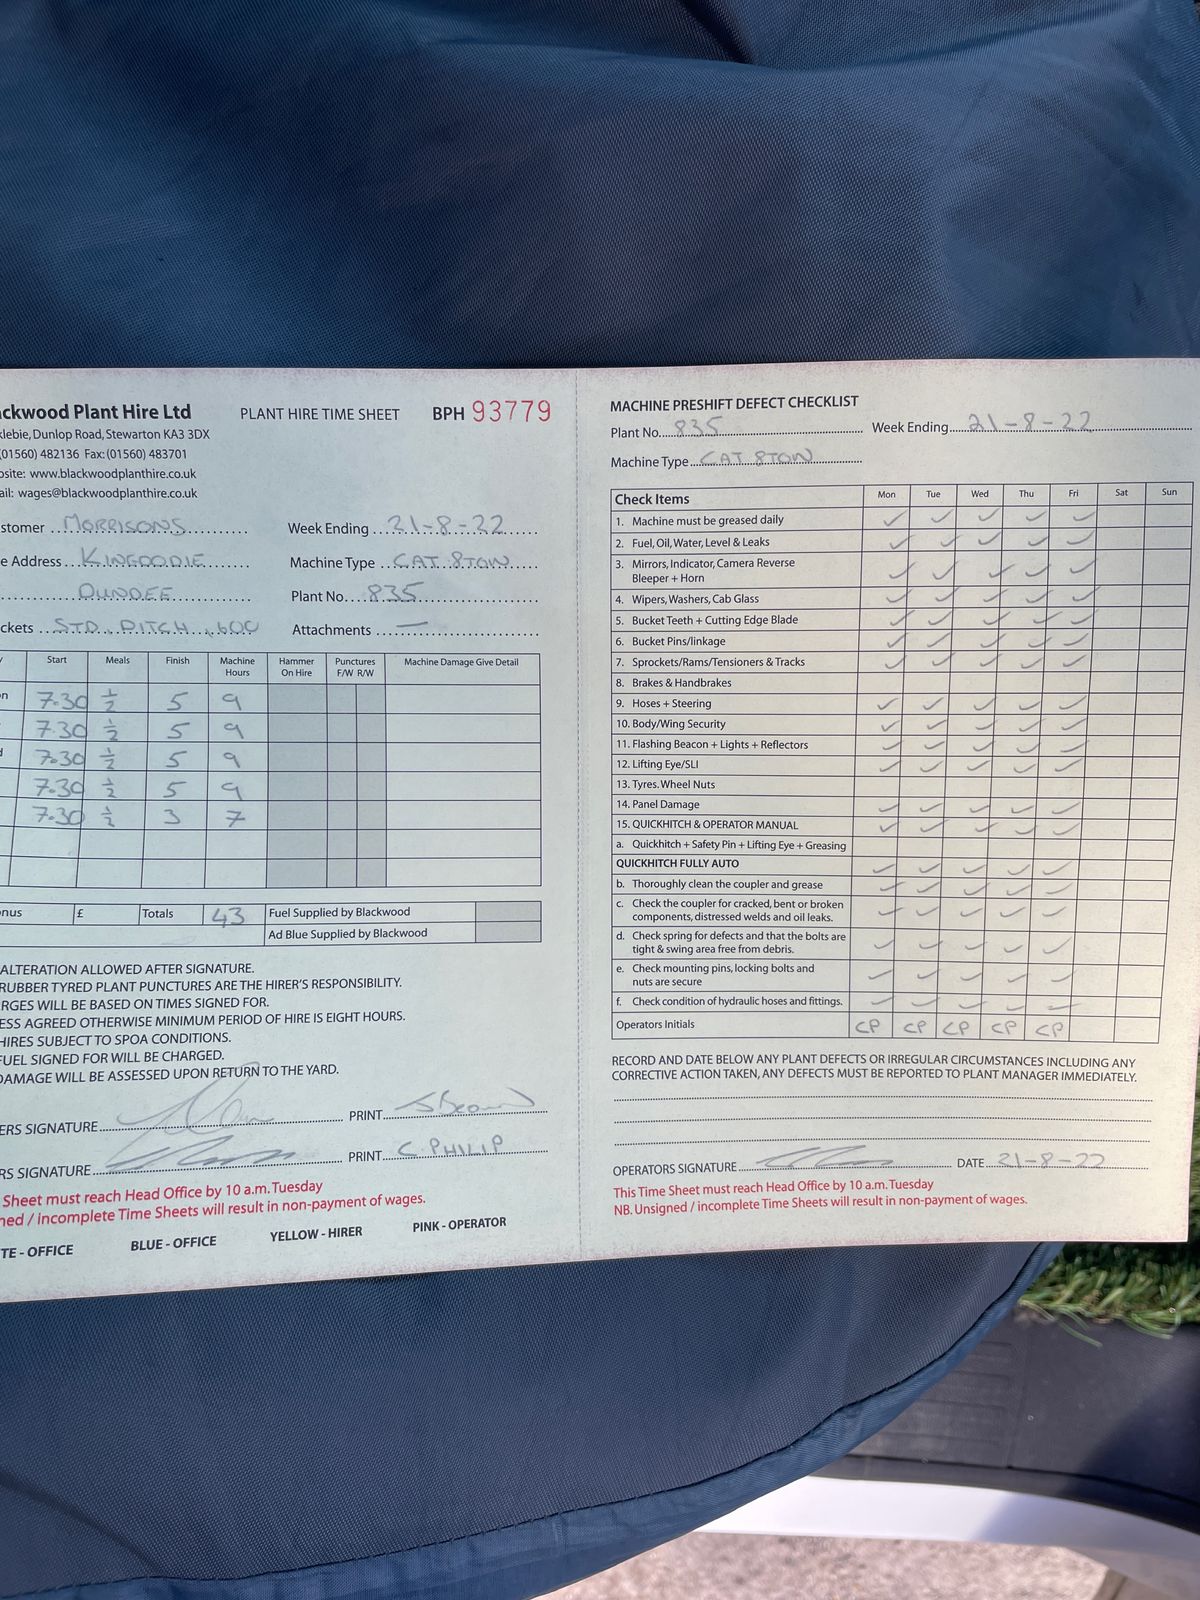 ackwood Plant Hire Ltd
PLANT HIRE TIME SHEET
BPH 93779
klebie, Dunlop Road, Stewarton KA3 3DX
(01560) 482136 Fax: (01560) 483701
osite: www.blackwoodplanthire.co.uk
ail: wages@blackwoodplanthire.co.uk
stomer MORRISONS
Week Ending 21-8-22
e Address KINGOODIE
Machine Type CAT 8TON
DUNDEE
Plant No. 835
ckets STD, DITCH, 600
Attachments —
y Start Meals Finish Machine Hours Hammer On Hire Punctures F/W R/W Machine Damage Give Detail
n 7.30 ½ 5 9
7.30 ½ 5 9
d 7.30 ½ 5 9
7.30 ½ 5 9
7.30 ½ 3 7
onus £ Totals 43 Fuel Supplied by Blackwood
Ad Blue Supplied by Blackwood
ALTERATION ALLOWED AFTER SIGNATURE.
RUBBER TYRED PLANT PUNCTURES ARE THE HIRER'S RESPONSIBILITY.
RGES WILL BE BASED ON TIMES SIGNED FOR.
ESS AGREED OTHERWISE MINIMUM PERIOD OF HIRE IS EIGHT HOURS.
HIRES SUBJECT TO SPOA CONDITIONS.
FUEL SIGNED FOR WILL BE CHARGED.
DAMAGE WILL BE ASSESSED UPON RETURN TO THE YARD.
ERS SIGNATURE PRINT
RS SIGNATURE PRINT C. PHILIP
Sheet must reach Head Office by 10 a.m. Tuesday
ned / incomplete Time Sheets will result in non-payment of wages.
TE - OFFICE BLUE - OFFICE YELLOW - HIRER PINK - OPERATOR
MACHINE PRESHIFT DEFECT CHECKLIST
Plant No. 835 Week Ending 21-8-22
Machine Type CAT 8TON
Check Items Mon Tue Wed Thu Fri Sat Sun
1. Machine must be greased daily ✓ ✓ ✓ ✓ ✓
2. Fuel, Oil, Water, Level & Leaks ✓ ✓ ✓ ✓ ✓
3. Mirrors, Indicator, Camera Reverse
Bleeper + Horn ✓ ✓ ✓ ✓ ✓
4. Wipers, Washers, Cab Glass ✓ ✓ ✓ ✓ ✓
5. Bucket Teeth + Cutting Edge Blade ✓ ✓ ✓ ✓ ✓
6. Bucket Pins/linkage ✓ ✓ ✓ ✓ ✓
7. Sprockets/Rams/Tensioners & Tracks ✓ ✓ ✓ ✓ ✓
8. Brakes & Handbrakes
9. Hoses + Steering ✓ ✓ ✓ ✓ ✓
10. Body/Wing Security ✓ ✓ ✓ ✓ ✓
11. Flashing Beacon + Lights + Reflectors ✓ ✓ ✓ ✓ ✓
12. Lifting Eye/SLI ✓ ✓ ✓ ✓ ✓
13. Tyres. Wheel Nuts
14. Panel Damage ✓ ✓ ✓ ✓ ✓
15. QUICKHITCH & OPERATOR MANUAL ✓ ✓ ✓ ✓ ✓
a. Quickhitch + Safety Pin + Lifting Eye + Greasing
QUICKHITCH FULLY AUTO ✓ ✓ ✓ ✓ ✓
b. Thoroughly clean the coupler and grease ✓ ✓ ✓ ✓ ✓
c. Check the coupler for cracked, bent or broken
components, distressed welds and oil leaks. ✓ ✓ ✓ ✓ ✓
d. Check spring for defects and that the bolts are
tight & swing area free from debris. ✓ ✓ ✓ ✓ ✓
e. Check mounting pins, locking bolts and
nuts are secure ✓ ✓ ✓ ✓ ✓
f. Check condition of hydraulic hoses and fittings. ✓ ✓ ✓ ✓ ✓
Operators Initials CP CP CP CP CP
RECORD AND DATE BELOW ANY PLANT DEFECTS OR IRREGULAR CIRCUMSTANCES INCLUDING ANY
CORRECTIVE ACTION TAKEN, ANY DEFECTS MUST BE REPORTED TO PLANT MANAGER IMMEDIATELY.
OPERATORS SIGNATURE DATE 21-8-22
This Time Sheet must reach Head Office by 10 a.m. Tuesday
NB. Unsigned / incomplete Time Sheets will result in non-payment of wages.